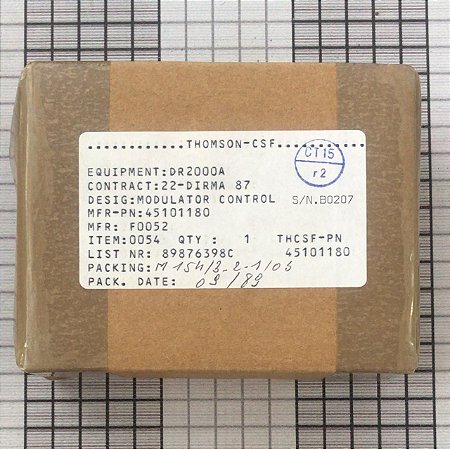 ............THOMSON-CSF............
CT15
r2
EQUIPMENT:DR2000A
CONTRACT:22-DIRMA 87
DESIG:MODULATOR CONTROL S/N.B0207
MFR-PN:45101180
MFR: F0052
ITEM:0054 QTY : 1 THCSF-PN
LIST NR: 89876398C 45101180
PACKING:
PACK. DATE: 09/89